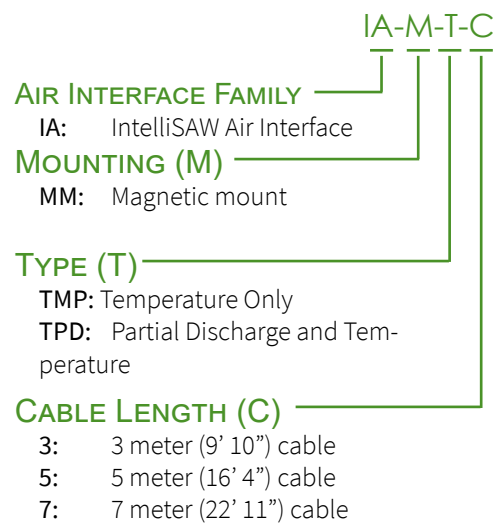 IA-M-T-C
AIR INTERFACE FAMILY
IA: IntelliSAW Air Interface
MOUNTING (M)
MM: Magnetic mount
TYPE (T)
TMP: Temperature Only
TPD: Partial Discharge and Tem-
perature
CABLE LENGTH (C)
3: 3 meter (9’ 10”) cable
5: 5 meter (16’ 4”) cable
7: 7 meter (22’ 11”) cable